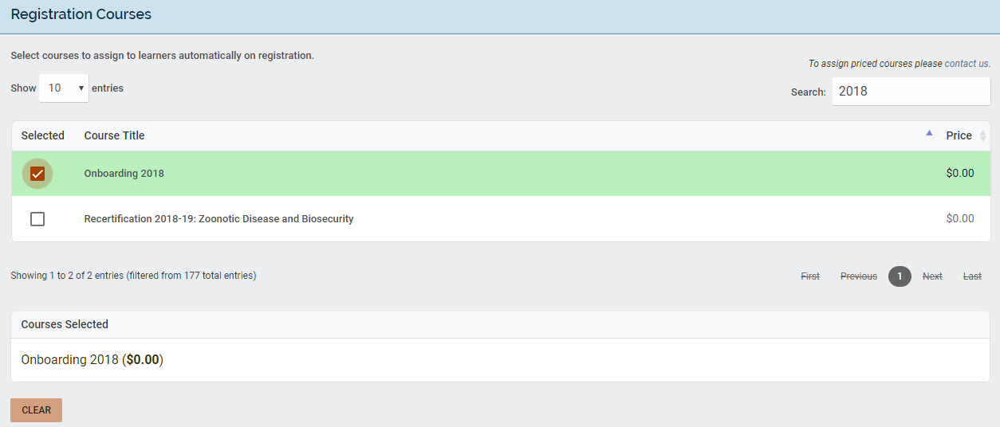 Registration Courses
Select courses to assign to learners automatically on registration.
To assign priced courses please contact us.
Show 10 entries
Search: 2018
Selected Course Title Price
Onboarding 2018 $0.00
Recertification 2018-19: Zoonotic Disease and Biosecurity $0.00
Showing 1 to 2 of 2 entries (filtered from 177 total entries)
First Previous 1 Next Last
Courses Selected
Onboarding 2018 ($0.00)
CLEAR